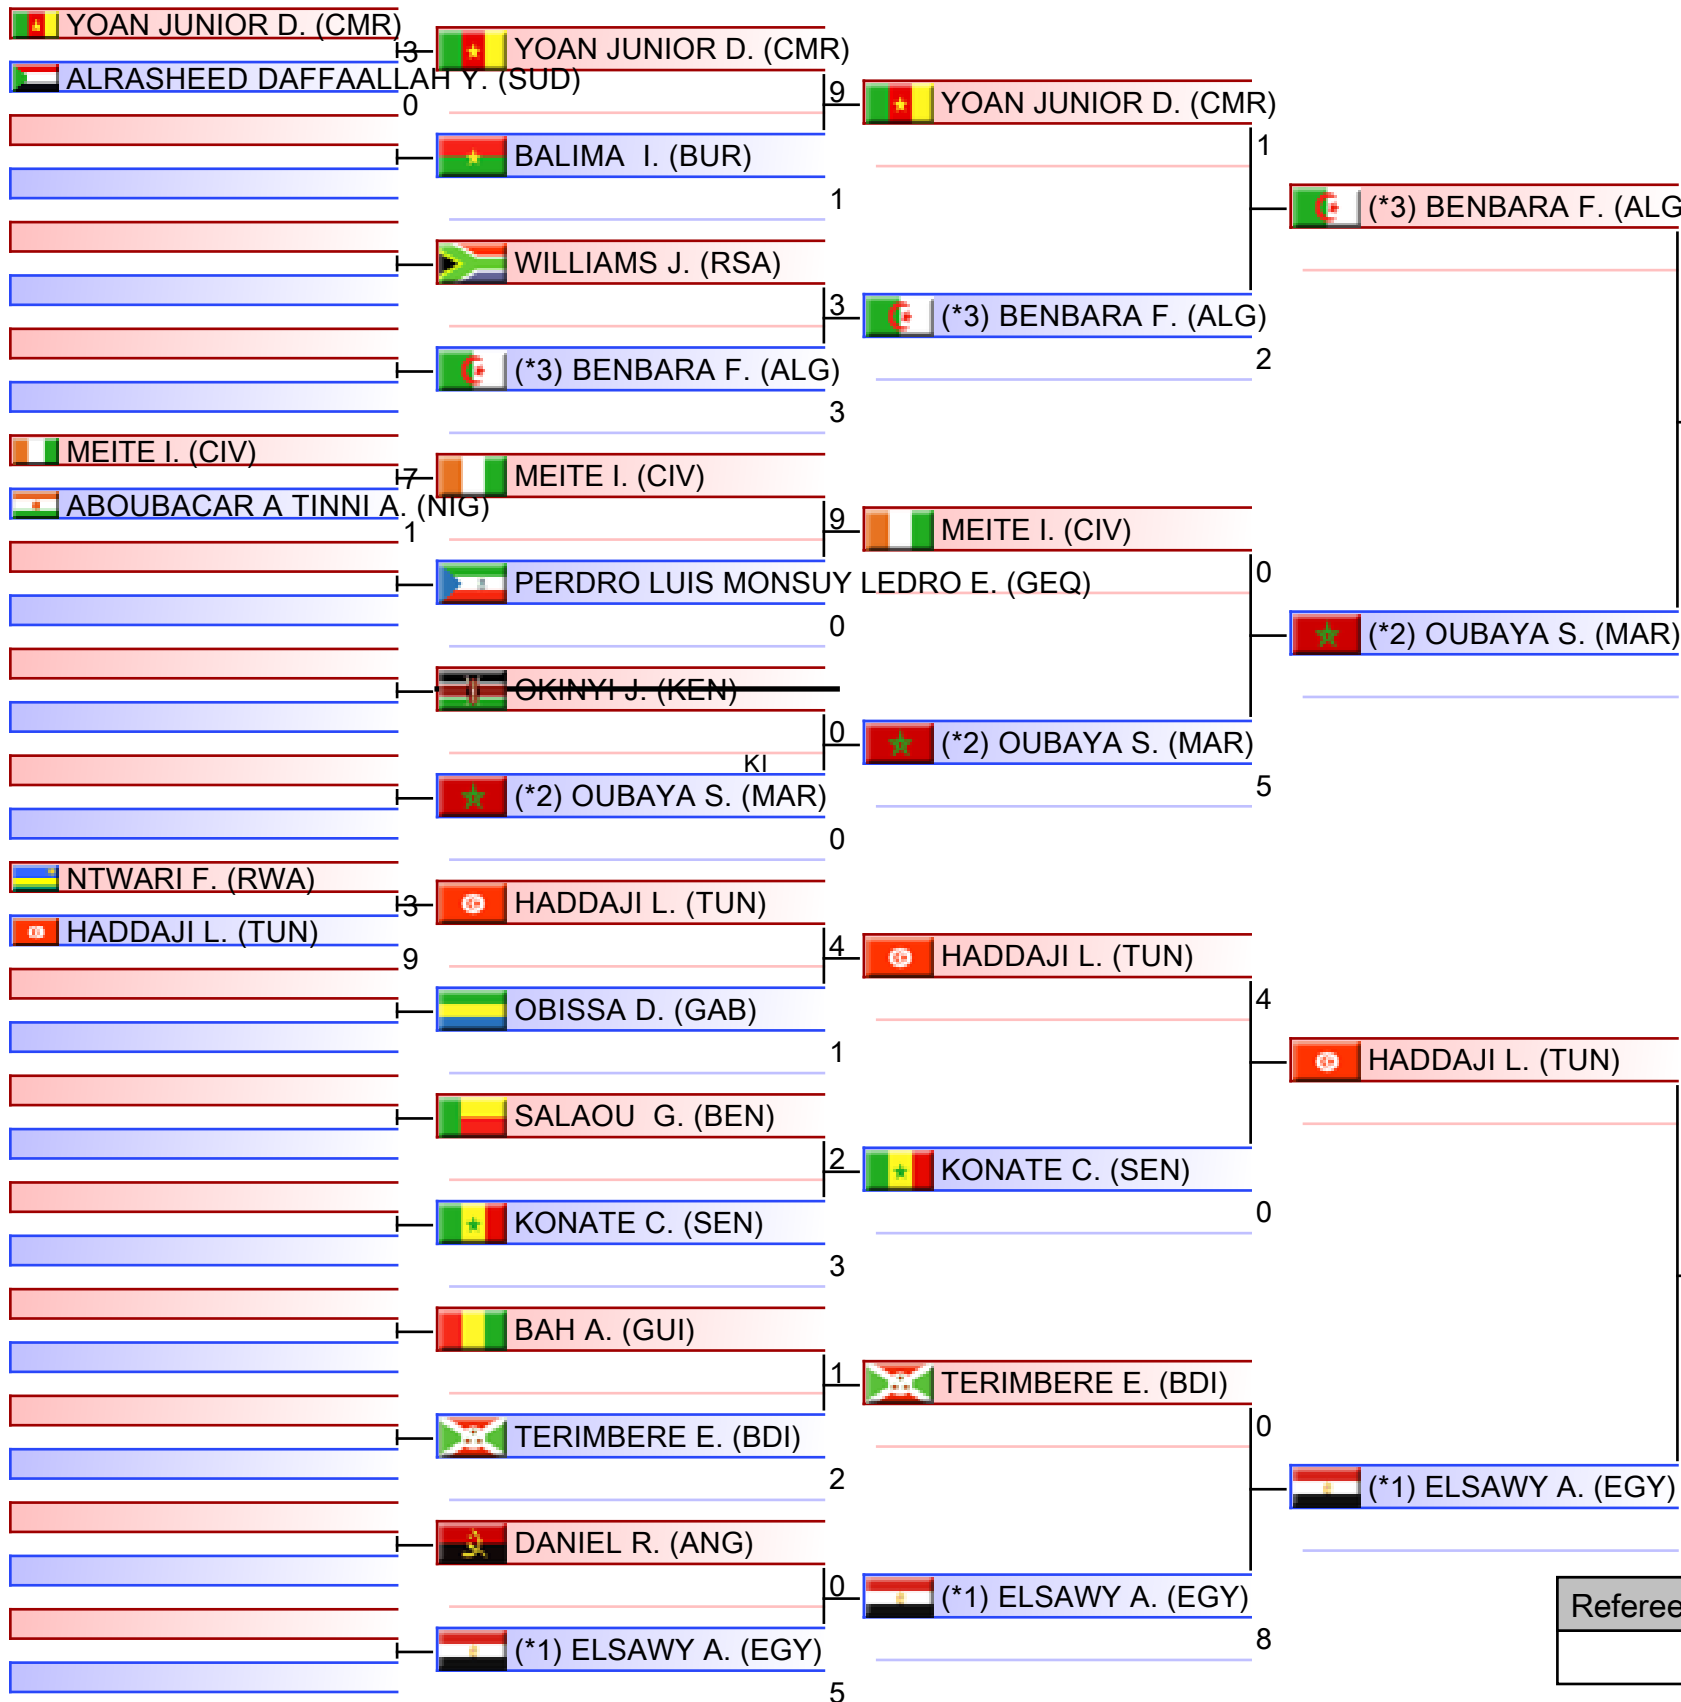 YOAN JUNIOR D. (CMR)
3
ALRASHEED DAFFAALLAH Y. (SUD)
0
MEITE I. (CIV)
7
ABOUBACAR A TINNI A. (NIG)
1
NTWARI F. (RWA)
3
HADDAJI L. (TUN)
9
YOAN JUNIOR D. (CMR)
9
BALIMA  I. (BUR)
1
WILLIAMS J. (RSA)
3
(*3) BENBARA F. (ALG)
3
MEITE I. (CIV)
9
PERDRO LUIS MONSUY LEDRO E. (GEQ)
0
OKINYI J. (KEN)
0
KI
(*2) OUBAYA S. (MAR)
0
HADDAJI L. (TUN)
4
OBISSA D. (GAB)
1
SALAOU  G. (BEN)
2
KONATE C. (SEN)
3
BAH A. (GUI)
1
TERIMBERE E. (BDI)
2
DANIEL R. (ANG)
0
(*1) ELSAWY A. (EGY)
5
YOAN JUNIOR D. (CMR)
1
(*3) BENBARA F. (ALG)
2
MEITE I. (CIV)
0
(*2) OUBAYA S. (MAR)
5
HADDAJI L. (TUN)
4
KONATE C. (SEN)
0
TERIMBERE E. (BDI)
0
(*1) ELSAWY A. (EGY)
8
(*3) BENBARA F. (ALG
(*2) OUBAYA S. (MAR)
HADDAJI L. (TUN)
(*1) ELSAWY A. (EGY)
Referee